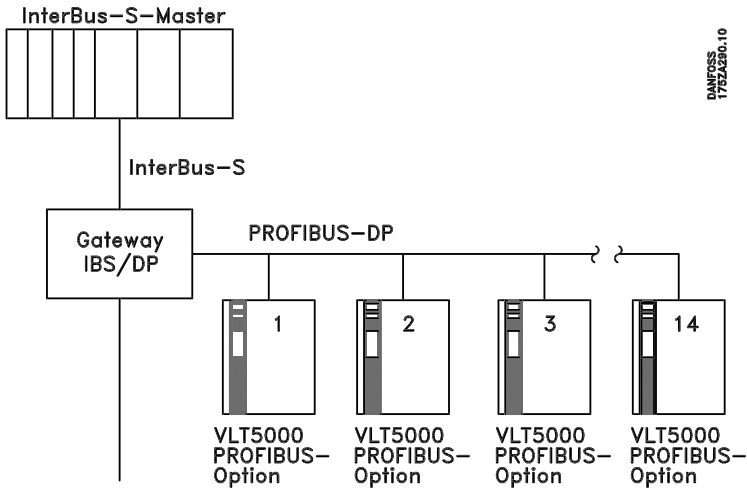 InterBus-S-Master
DANFOSS
175ZA290.10
InterBus-S
Gateway
IBS/DP
PROFIBUS-DP
1
2
3
14
VLT5000
PROFIBUS-
Option
VLT5000
PROFIBUS-
Option
VLT5000
PROFIBUS-
Option
VLT5000
PROFIBUS-
Option